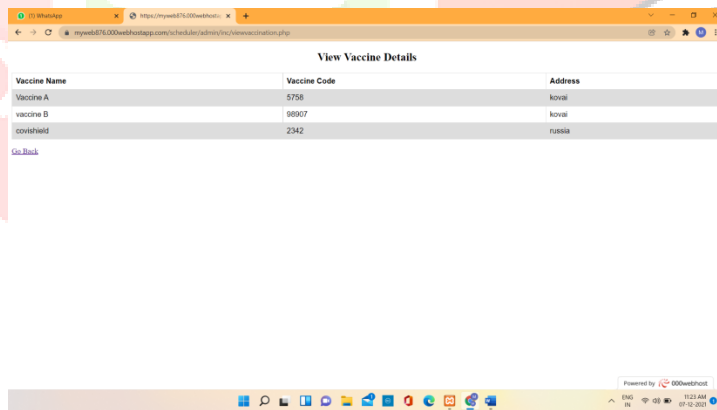 (1) WhatsApp
https://myweb876.000webhostap
myweb876.000webhostapp.com/scheduler/admin/inc/viewvaccination.php
View Vaccine Details
Vaccine Name Vaccine Code Address
Vaccine A 5758 kovai
vaccine B 98907 kovai
covishield 2342 russia
Go Back
Powered by 000webhost
ENG 11:23 AM
IN 07-12-2021